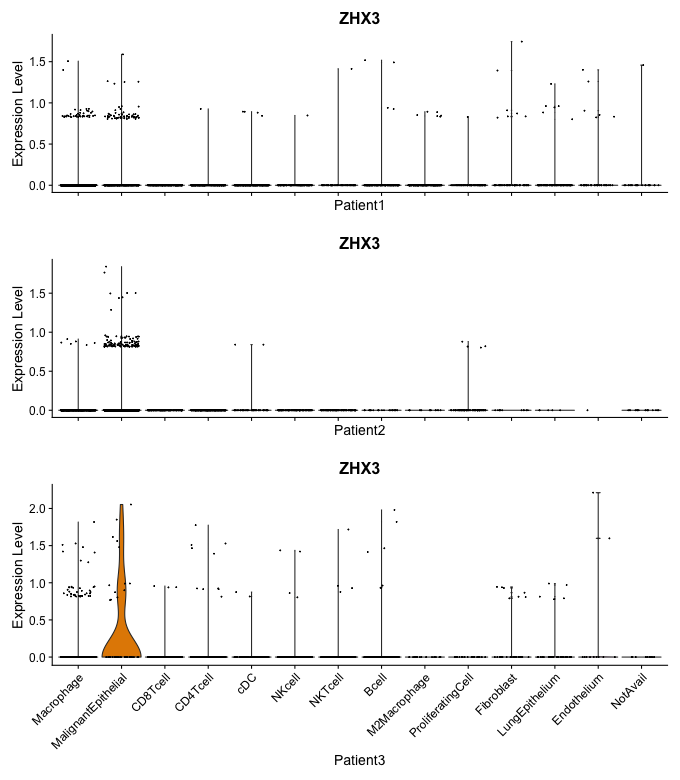 ZHX3
Expression Level
1.5
1.0
0.5
0.0
Patient1
ZHX3
Expression Level
1.5
1.0
0.5
0.0
Patient2
ZHX3
Expression Level
2.0
1.5
1.0
0.5
0.0
Macrophage
MalignantEpithelial
CD8Tcell
CD4Tcell
cDC
NKcell
NKTcell
Bcell
M2Macrophage
ProliferatingCell
Fibroblast
LungEpithelium
Endothelium
NotAvail
Patient3